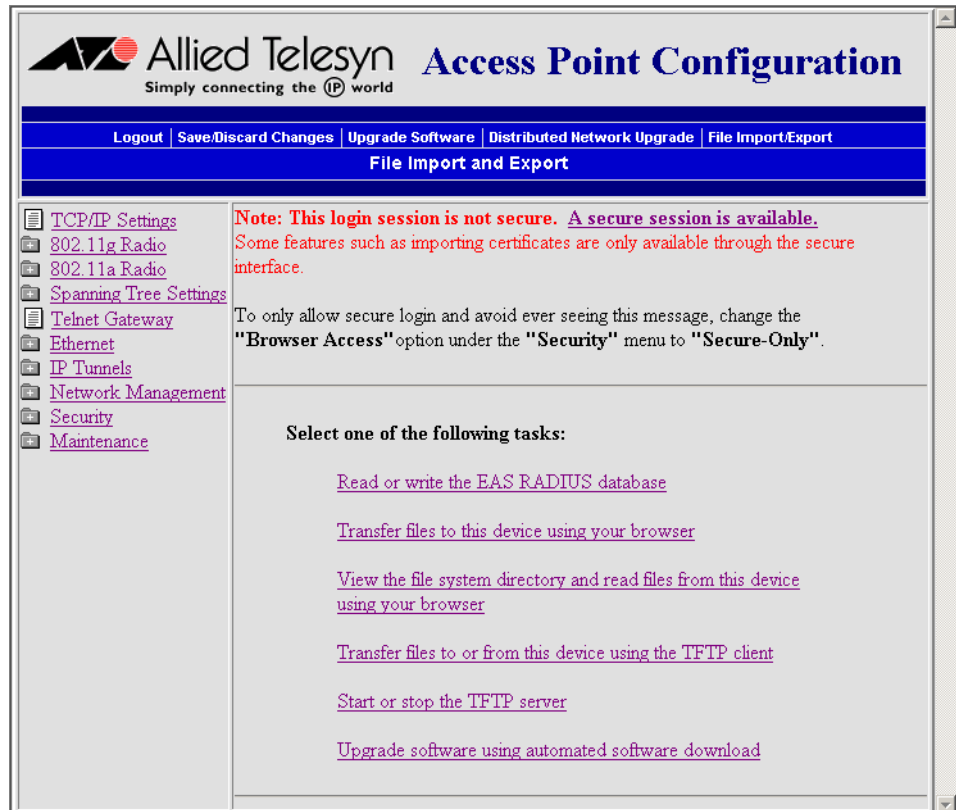 Allied Telesyn
Simply connecting the IP world
Access Point Configuration
Logout | Save/Discard Changes | Upgrade Software | Distributed Network Upgrade | File Import/Export
File Import and Export
TCP/IP Settings
802.11g Radio
802.11a Radio
Spanning Tree Settings
Telnet Gateway
Ethernet
IP Tunnels
Network Management
Security
Maintenance
Note: This login session is not secure. A secure session is available.
Some features such as importing certificates are only available through the secure
interface.
To only allow secure login and avoid ever seeing this message, change the
"Browser Access"option under the "Security" menu to "Secure-Only".
Select one of the following tasks:
Read or write the EAS RADIUS database
Transfer files to this device using your browser
View the file system directory and read files from this device
using your browser
Transfer files to or from this device using the TFTP client
Start or stop the TFTP server
Upgrade software using automated software download